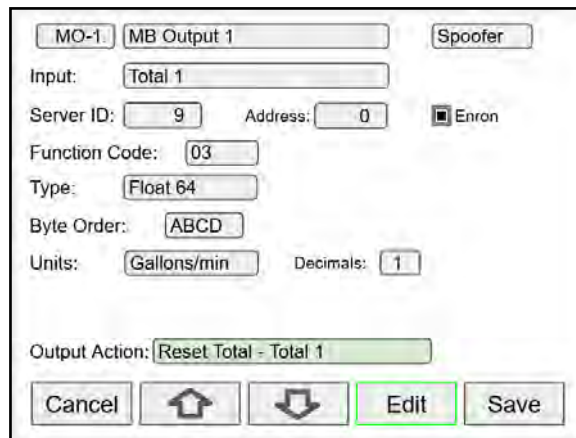 MO-1 MB Output 1 Spoofer
Input: Total 1
Server ID: 9 Address: 0 Enron
Function Code: 03
Type: Float 64
Byte Order: ABCD
Units: Gallons/min Decimals: 1
Output Action: Reset Total - Total 1
Cancel Edit Save